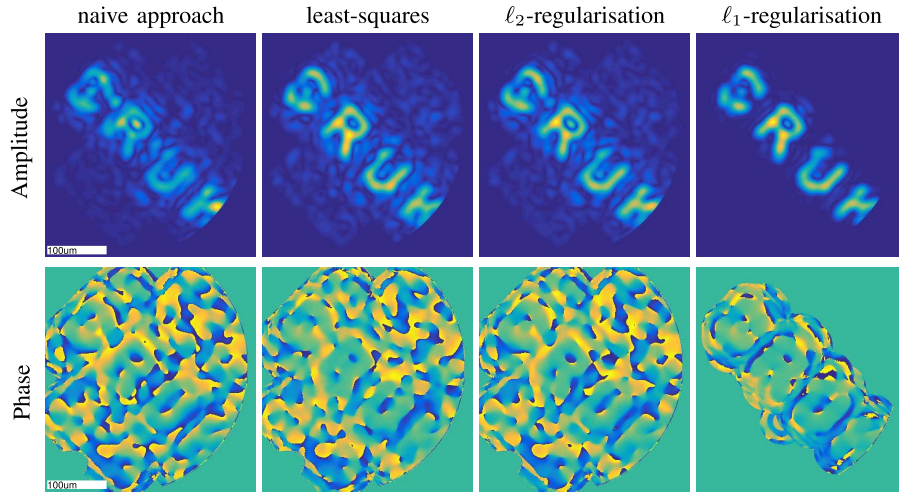 naive approach least-squares ℓ₂-regularisation ℓ₁-regularisation
Amplitude
C R U K
C R U K
C R U K
C R U K
100um
Phase
100um